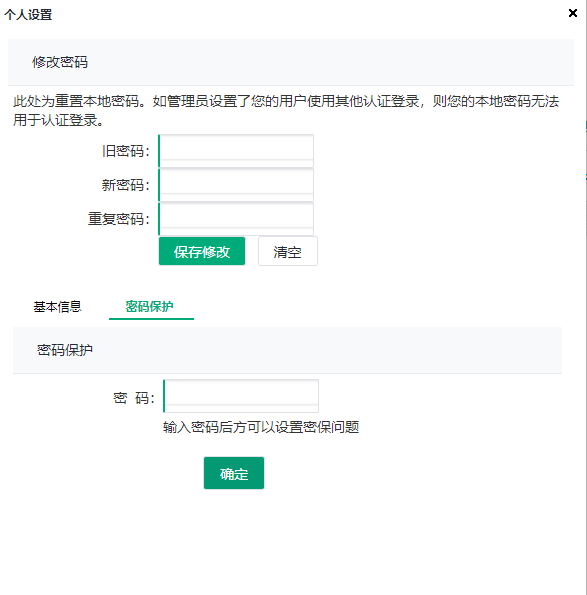 个人设置
修改密码
此处为重置本地密码。如管理员设置了您的用户使用其他认证登录，则您的本地密码无法
用于认证登录。
旧密码：
新密码：
重复密码：
保存修改 清空
基本信息 密码保护
密码保护
密 码：
输入密码后方可以设置密保问题
确定